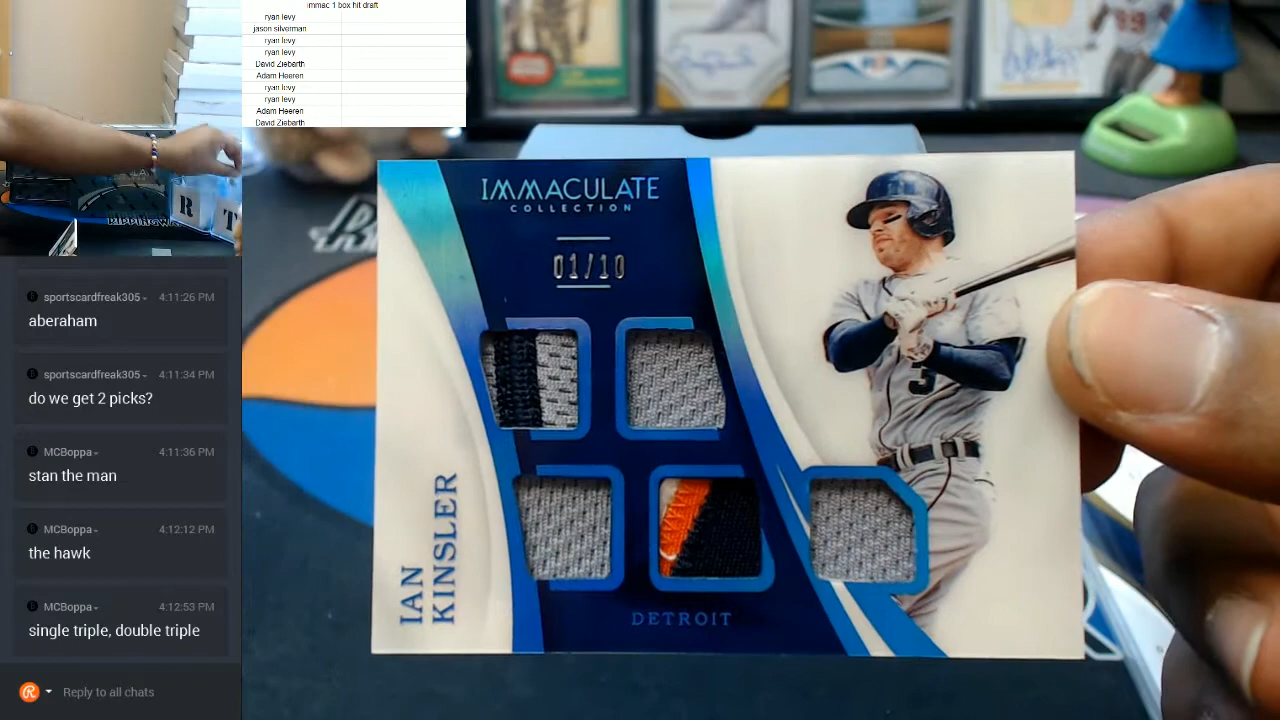 immac 1 box hit draft
ryan levy
jason silverman
ryan levy
ryan levy
David Ziebarth
Adam Heeren
ryan levy
ryan levy
Adam Heeren
David Ziebarth
R
T
sportscardfreak305
4:11:26 PM
aberaham
sportscardfreak305
4:11:34 PM
do we get 2 picks?
MCBoppa
4:11:36 PM
stan the man
MCBoppa
4:12:12 PM
the hawk
MCBoppa
4:12:53 PM
single triple, double triple
Reply to all chats
IMMACULATE
COLLECTION
01/10
3
IAN
KINSLER
DETROIT